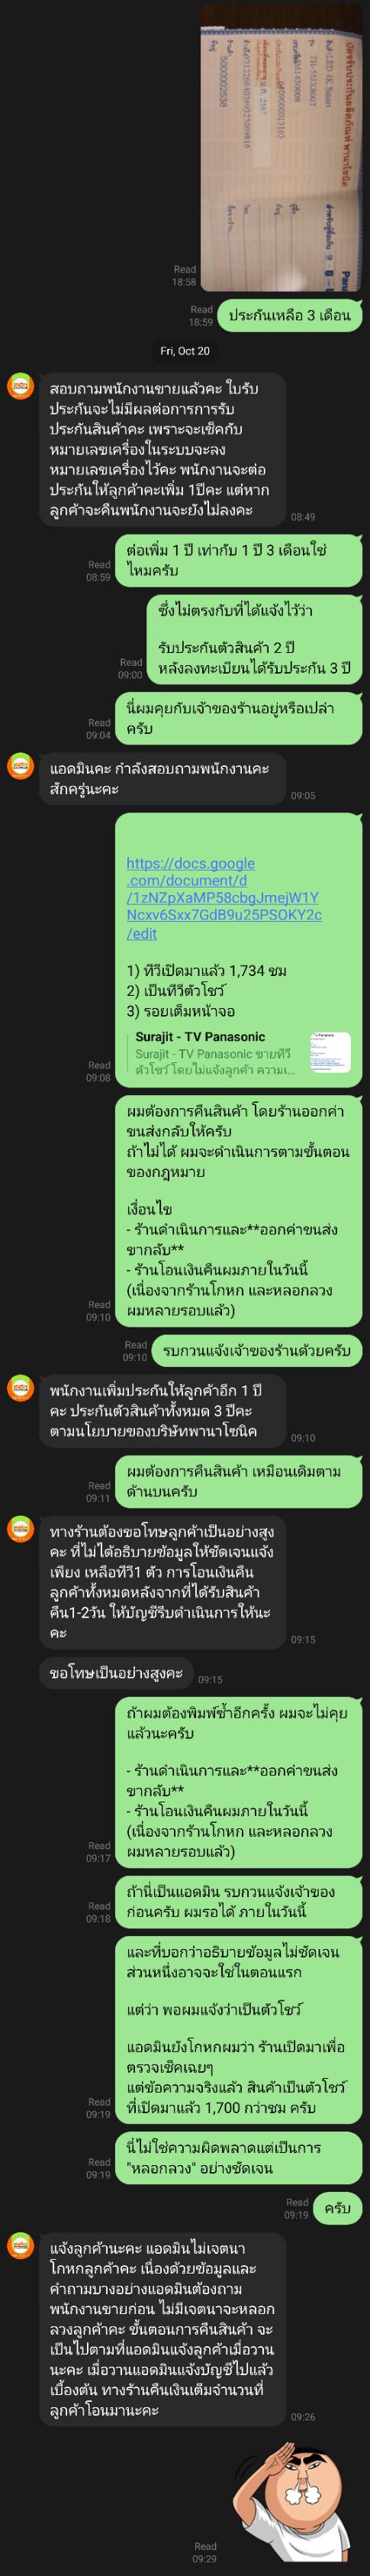 บัตรรับประกันผลิตภัณฑ์ พานาโซนิค
Read
18:58
Read
18:59
ประกันเหลือ 3 เดือน
Fri, Oct 20
สอบถามพนักงานขายแล้วคะ ใบรับ
ประกันจะไม่มีผลต่อการการรับ
ประกันสินค้าคะ เพราะจะเช็คกับ
หมายเลขเครื่องในระบบจะลง
หมายเลขเครื่องไว้คะ พนักงานจะต่อ
ประกันให้ลูกค้าคะเพิ่ม 1ปีคะ แต่หาก
ลูกค้าจะคืนพนักงานจะยังไม่ลงคะ
08:49
ต่อเพิ่ม 1 ปี เท่ากับ 1 ปี 3 เดือนใช่
ไหมครับ
Read
08:59
ซึ่งไม่ตรงกับที่ได้แจ้งไว้ว่า
รับประกันตัวสินค้า 2 ปี
หลังลงทะเบียนได้รับประกัน 3 ปี
Read
09:00
นี่ผมคุยกับเจ้าของร้านอยู่หรือเปล่า
ครับ
Read
09:04
แอดมินคะ กำลังสอบถามพนักงานคะ
สักครู่นะคะ
09:05
https://docs.google
.com/document/d
/1zNZpXaMP58cbgJmejW1Y
Ncxv6Sxx7GdB9u25PSOKY2c
/edit
1) ทีวีเปิดมาแล้ว 1,734 ชม
2) เป็นทีวีตัวโชว์
3) รอยเต็มหน้าจอ
Surajit - TV Panasonic
Surajit - TV Panasonic ขายทีวี
ตัวโชว์ โดยไม่แจ้งลูกค้า ความเ...
Read
09:08
ผมต้องการคืนสินค้า โดยร้านออกค่า
ขนส่งกลับให้ครับ
ถ้าไม่ได้ ผมจะดำเนินการตามขั้นตอน
ของกฎหมาย
เงื่อนไข
- ร้านดำเนินการและ**ออกค่าขนส่ง
ขากลับ**
- ร้านโอนเงินคืนผมภายในวันนี้
(เนื่องจากร้านโกหก และหลอกลวง
ผมหลายรอบแล้ว)
Read
09:10
Read
09:10
รบกวนแจ้งเจ้าของร้านด้วยครับ
พนักงานเพิ่มประกันให้ลูกค้าอีก 1 ปี
คะ ประกันตัวสินค้าทั้งหมด 3 ปีคะ
ตามนโยบายของบริษัทพานาโซนิค
09:10
ผมต้องการคืนสินค้า เหมือนเดิมตาม
ด้านบนครับ
Read
09:11
ทางร้านต้องขอโทษลูกค้าเป็นอย่างสูง
คะ ที่ไม่ได้อธิบายข้อมูลให้ชัดเจนแจ้ง
เพียง เหลือทีวี1 ตัว การโอนเงินคืน
ลูกค้าทั้งหมดหลังจากที่ได้รับสินค้า
คืน1-2วัน ให้บัญชีรีบดำเนินการให้นะ
คะ
09:15
ขอโทษเป็นอย่างสูงคะ
09:15
ถ้าผมต้องพิมพ์ซ้ำอีกครั้ง ผมจะไม่คุย
แล้วนะครับ
- ร้านดำเนินการและ**ออกค่าขนส่ง
ขากลับ**
- ร้านโอนเงินคืนผมภายในวันนี้
(เนื่องจากร้านโกหก และหลอกลวง
ผมหลายรอบแล้ว)
Read
09:17
ถ้านี่เป็นแอดมิน รบกวนแจ้งเจ้าของ
ก่อนครับ ผมรอได้ ภายในวันนี้
Read
09:18
และที่บอกว่าอธิบายข้อมูลไม่ชัดเจน
ส่วนหนึ่งอาจจะใช่ในตอนแรก
แต่ว่า พอผมแจ้งว่าเป็นตัวโชว์
แอดมินยังโกหกผมว่า ร้านเปิดมาเพื่อ
ตรวจเช็คเฉยๆ
แต่ข้อความจริงแล้ว สินค้าเป็นตัวโชว์
ที่เปิดมาแล้ว 1,700 กว่าชม ครับ
Read
09:19
นี่ไม่ใช่ความผิดพลาดแต่เป็นการ
"หลอกลวง" อย่างชัดเจน
Read
09:19
Read
09:19
ครับ
แจ้งลูกค้านะคะ แอดมินไม่เจตนา
โกหกลูกค้าคะ เนื่องด้วยข้อมูลและ
คำถามบางอย่างแอดมินต้องถาม
พนักงานขายก่อน ไม่มีเจตนาจะหลอก
ลวงลูกค้าคะ ขั้นตอนการคืนสินค้า จะ
เป็นไปตามที่แอดมินแจ้งลูกค้าเมื่อวาน
นะคะ เมื่อวานแอดมินแจ้งบัญชีไปแล้ว
เบื้องต้น ทางร้านคืนเงินเต็มจำนวนที่
ลูกค้าโอนมานะคะ
09:26
Read
09:29